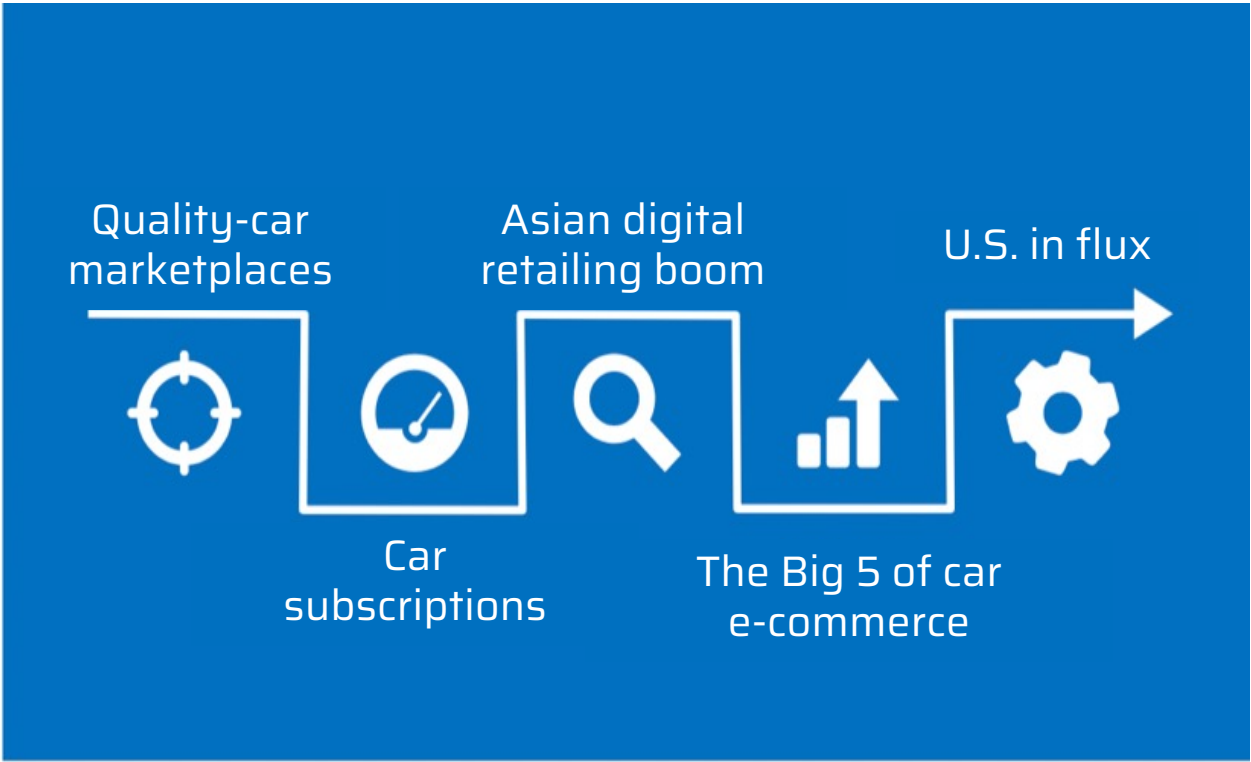 Quality-car
marketplaces
Car
subscriptions
Asian digital
retailing boom
The Big 5 of car
e-commerce
U.S. in flux